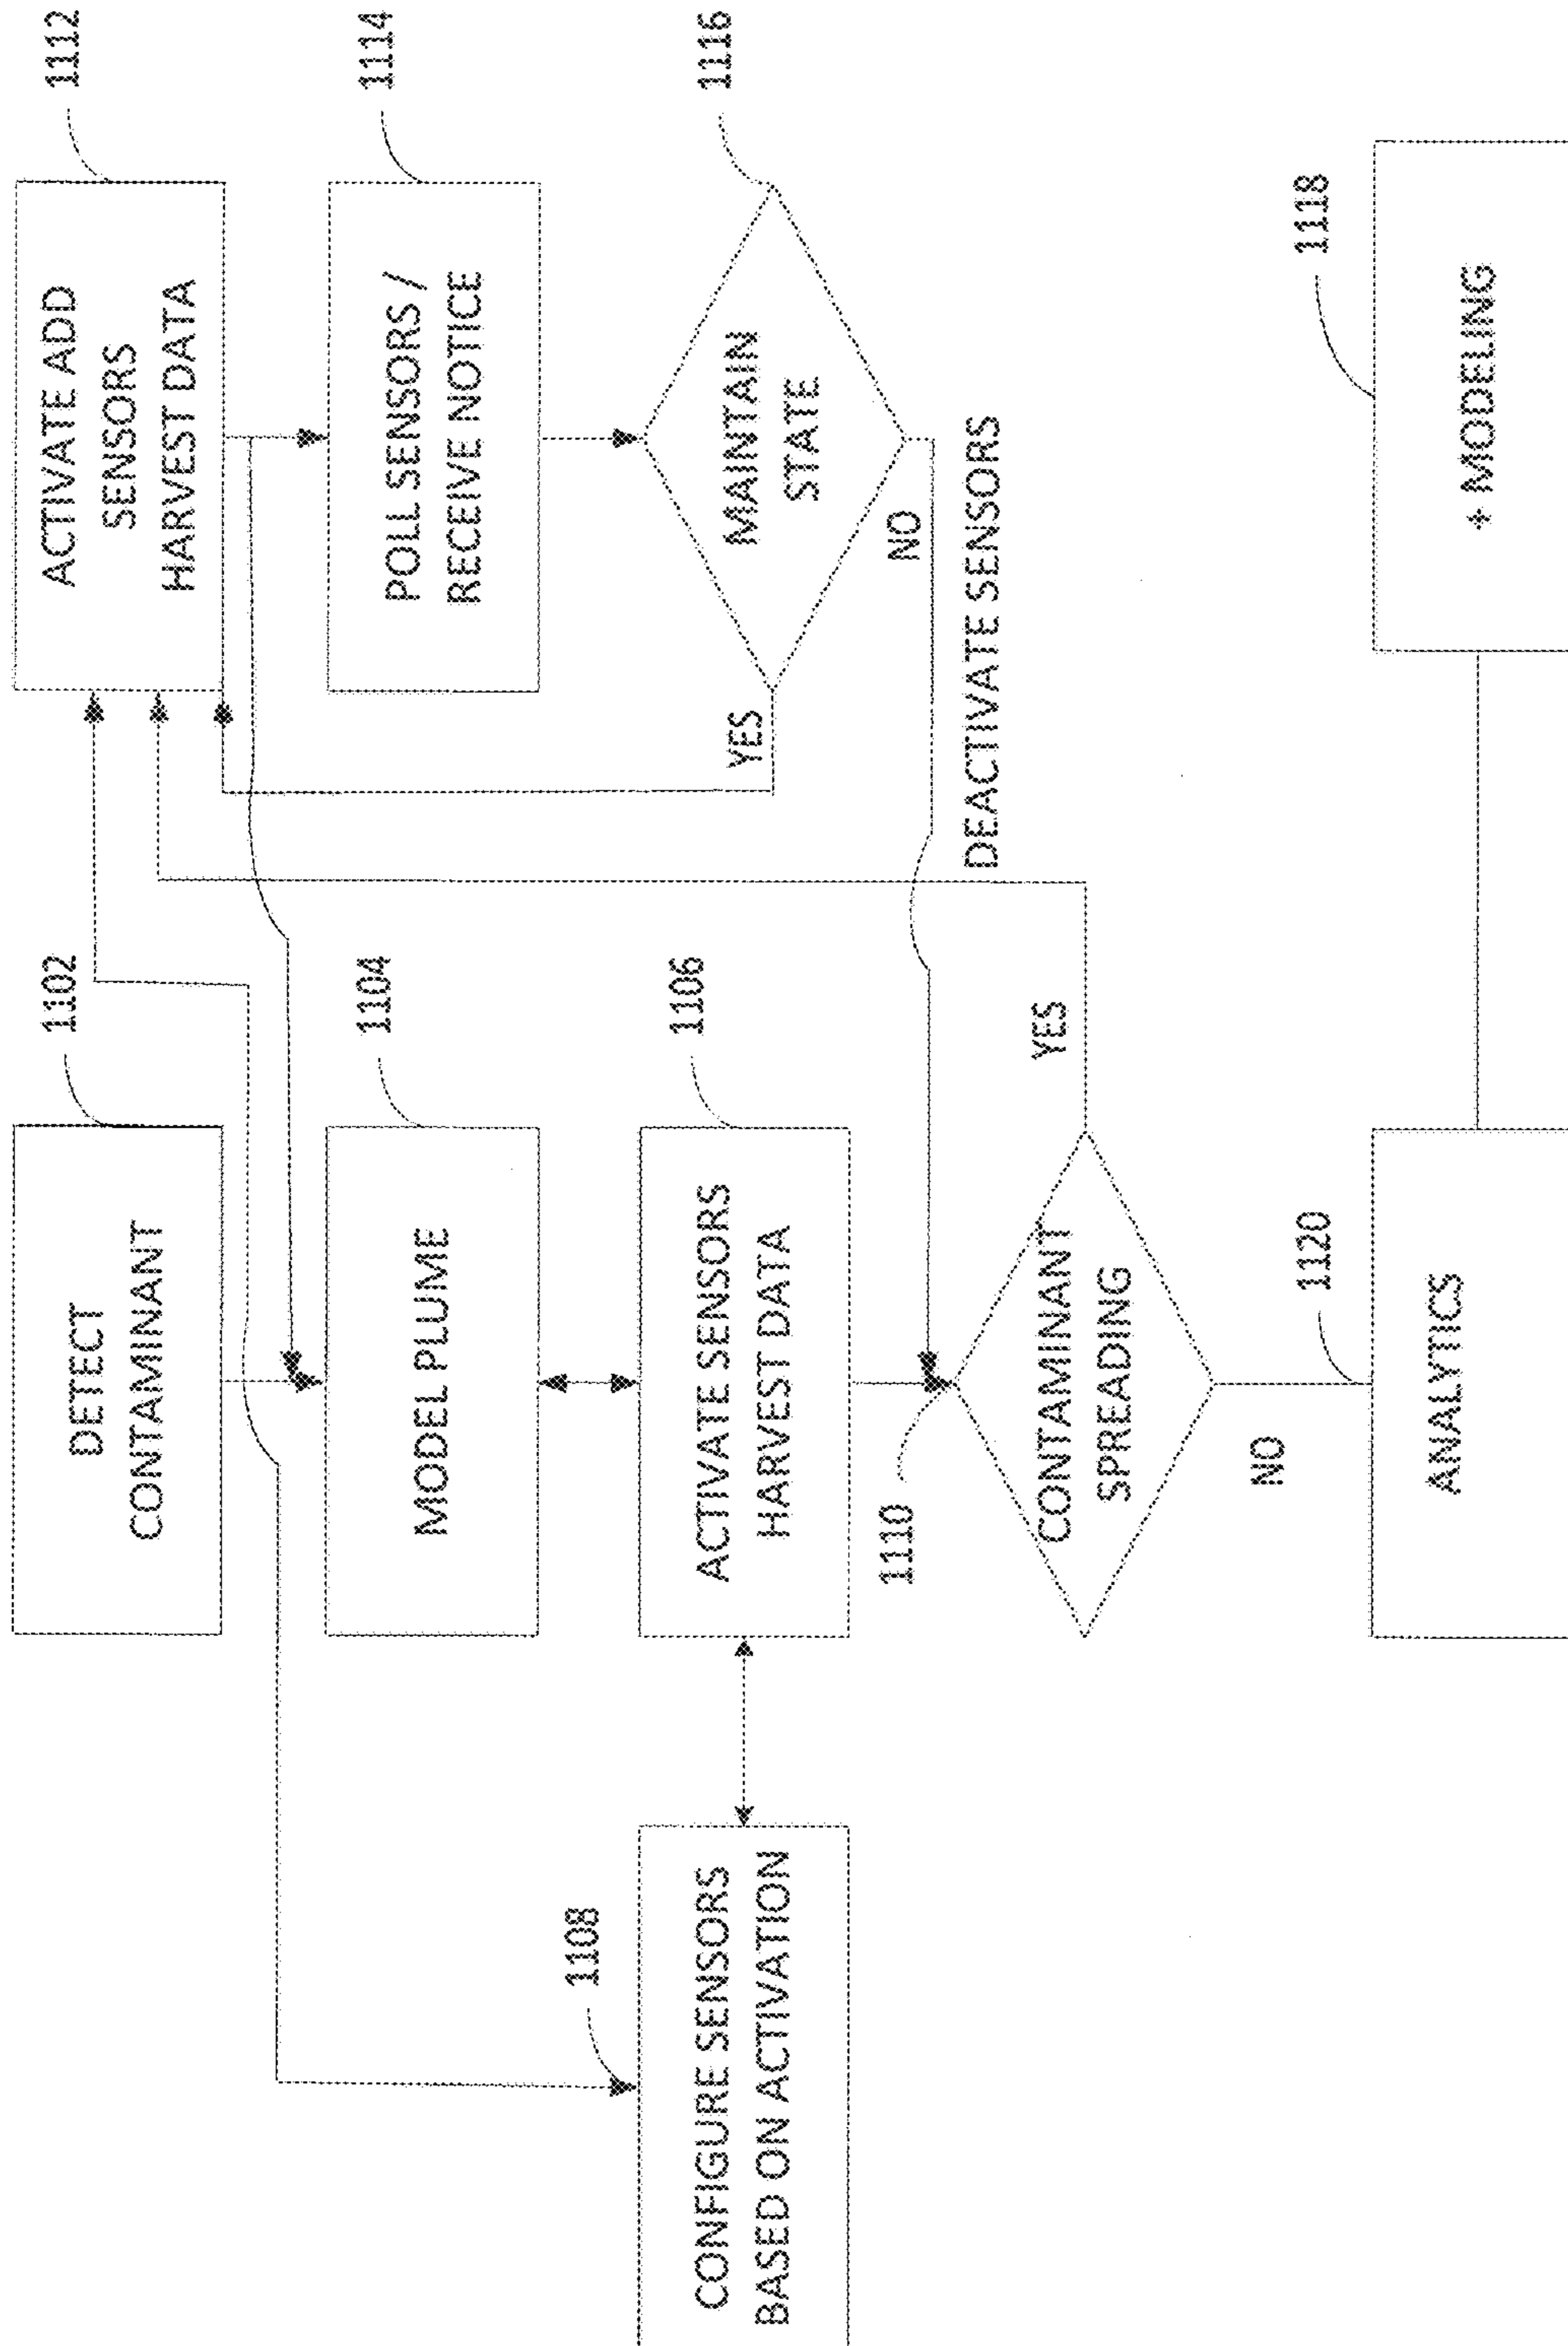 1102
DETECT
CONTAMINANT
1104
MODEL PLUME
1106
ACTIVATE SENSORS
HARVEST DATA
1108
CONFIGURE SENSORS
BASED ON ACTIVATION
1110
CONTAMINANT
SPREADING
YES
NO
1120
ANALYTICS
1112
ACTIVATE ADD
SENSORS
HARVEST DATA
1114
POLL SENSORS /
RECEIVE NOTICE
1116
MAINTAIN
STATE
YES
NO
DEACTIVATE SENSORS
1118
+ MODELING